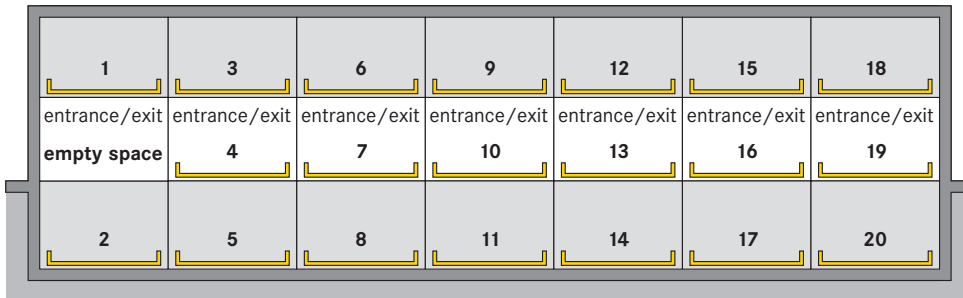 1 3 6 9 12 15 18
entrance/exit entrance/exit entrance/exit entrance/exit entrance/exit entrance/exit entrance/exit
empty space 4 7 10 13 16 19
2 5 8 11 14 17 20